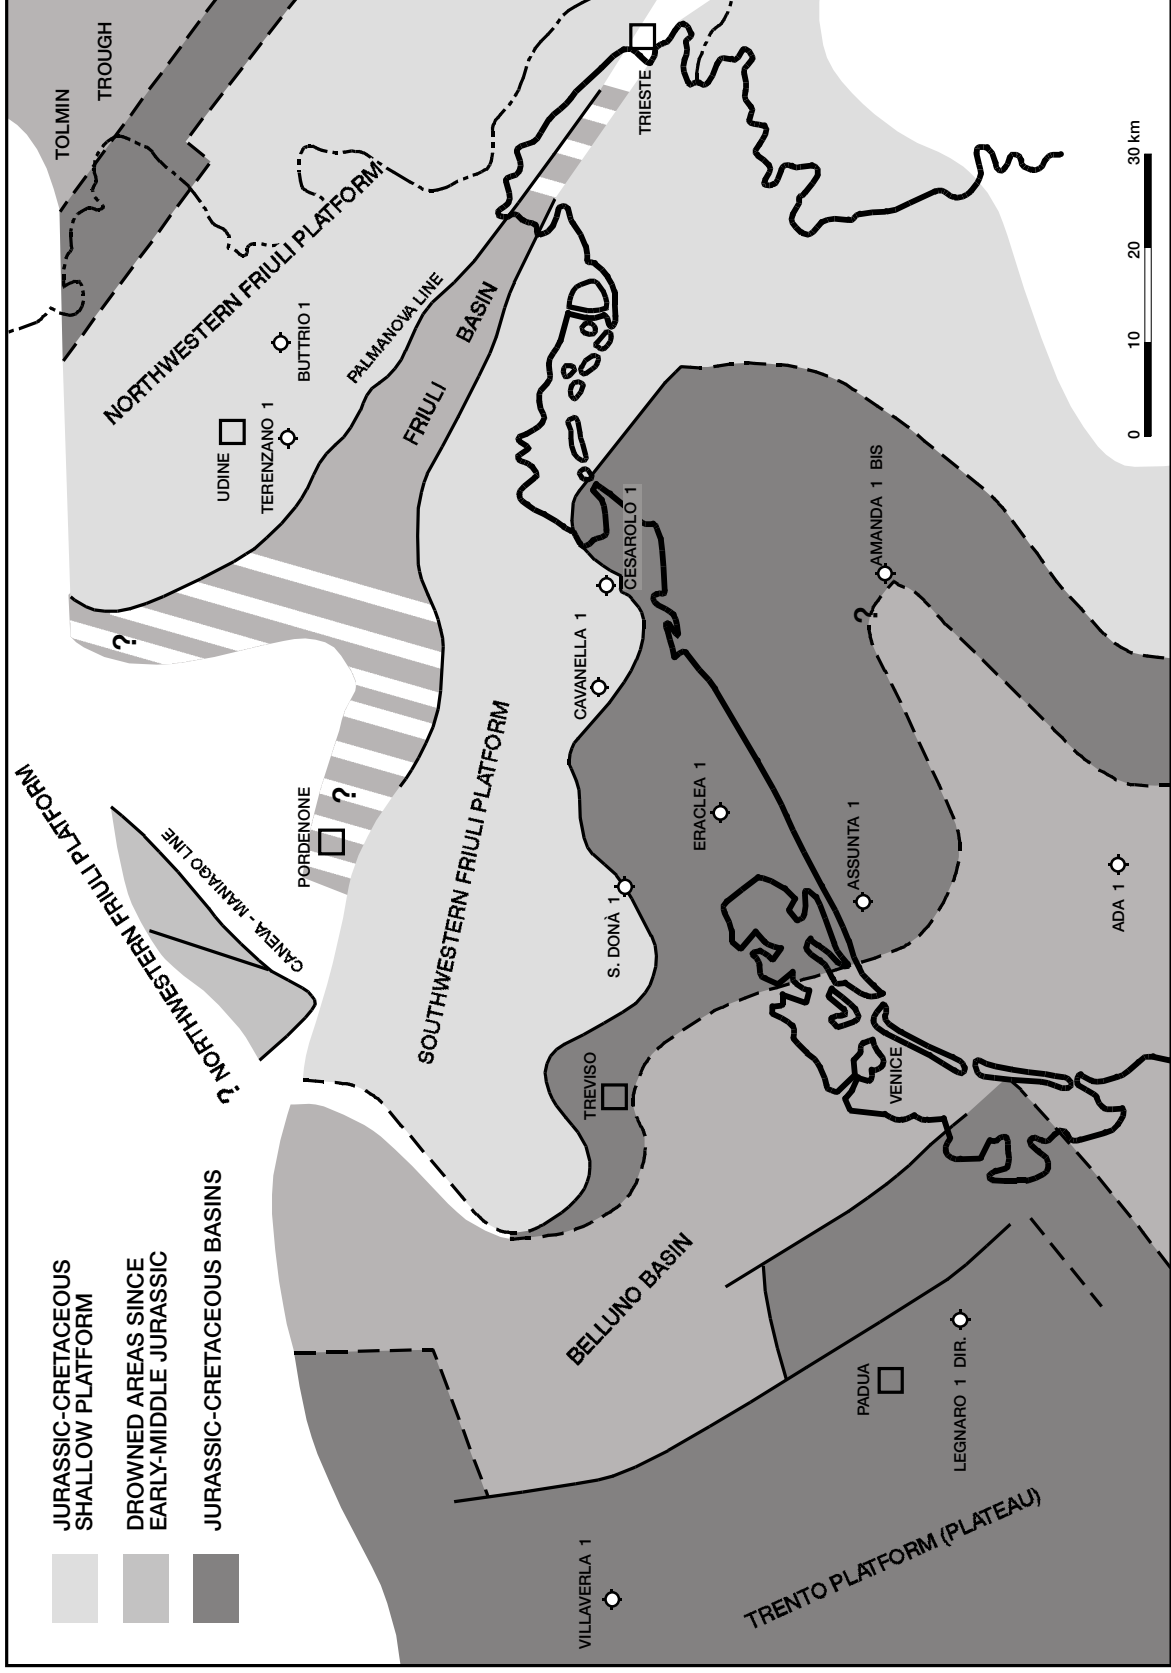 JURASSIC-CRETACEOUS
SHALLOW PLATFORM
DROWNED AREAS SINCE
EARLY-MIDDLE JURASSIC
JURASSIC-CRETACEOUS BASINS
? NORTHWESTERN FRIULI PLATFORM
CANEVA - MANIAGO LINE
PORDENONE
?
?
UDINE
TERENZANO 1
BUTTRIO 1
NORTHWESTERN FRIULI PLATFORM
PALMANOVA LINE
TOLMIN
TROUGH
FRIULI
BASIN
TRIESTE
SOUTHWESTERN FRIULI PLATFORM
TREVISO
S. DONÀ 1
CAVANELLA 1
CESAROLO 1
ERACLEA 1
ASSUNTA 1
?
AMANDA 1 BIS
ADA 1
VENICE
BELLUNO BASIN
PADUA
LEGNARO 1 DIR.
VILLAVERLA 1
TRENTO PLATFORM (PLATEAU)
0 10 20 30 km